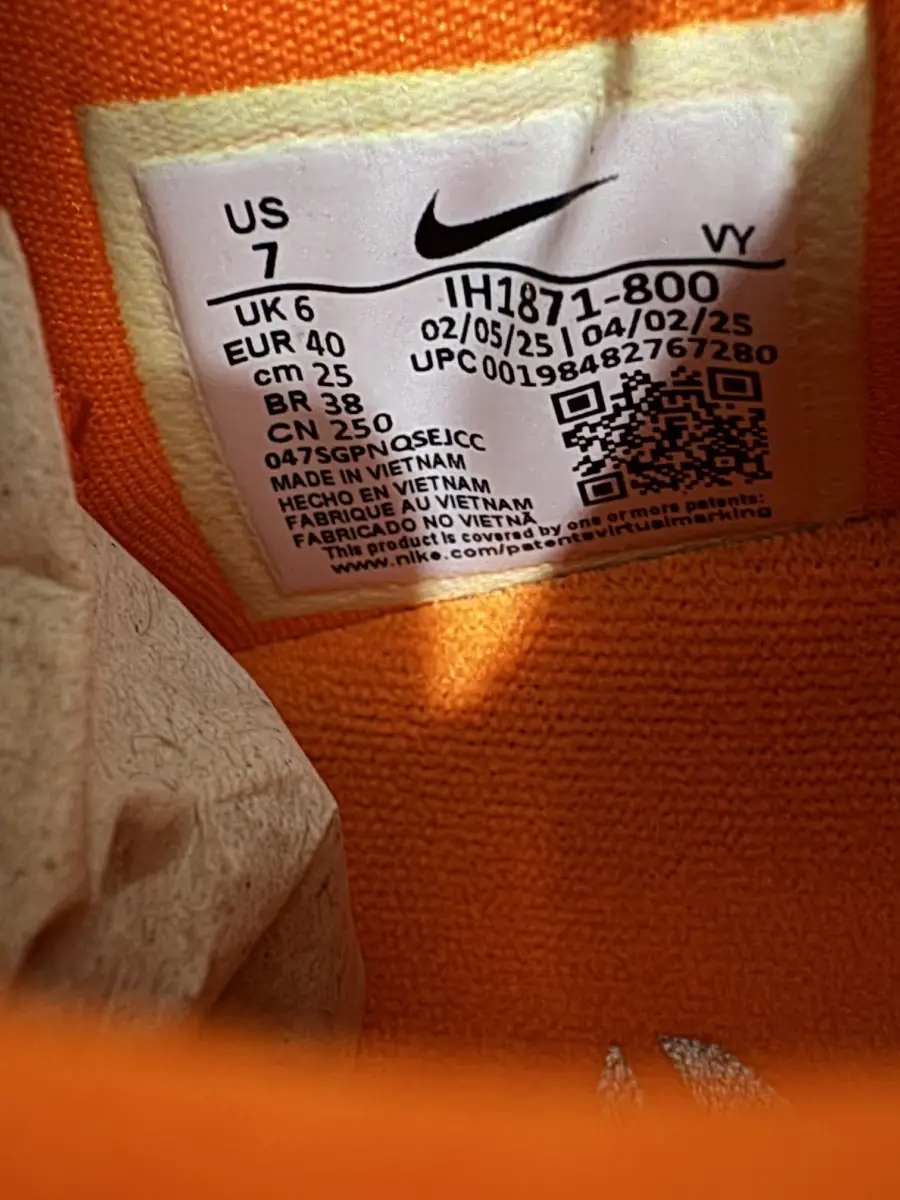 US
7
VY
UK 6
EUR 40
cm 25
BR 38
CN 250
IH1871-800
02/05/25 | 04/02/25
UPC 00198482767280
047SGPNQSEJCC
MADE IN VIETNAM
HECHO EN VIETNAM
FABRIQUE AU VIETNAM
FABRICADO NO VIETNÃ
This product is covered by one or more patents:
www.nike.com/patentsvirtualmarking